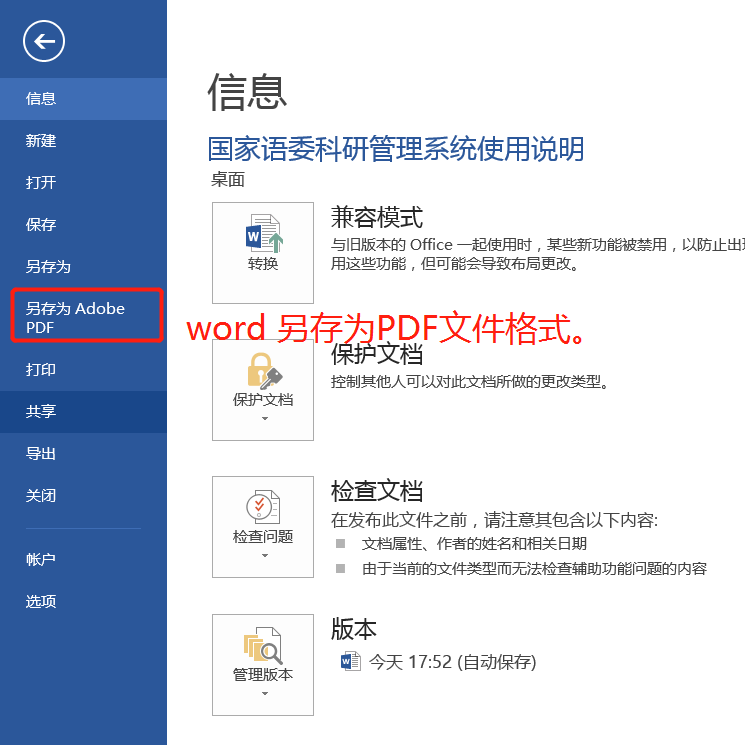 信息
新建
打开
保存
另存为
另存为 Adobe
PDF
打印
共享
导出
关闭
帐户
选项
信息
国家语委科研管理系统使用说明
桌面
转换
兼容模式
与旧版本的 Office 一起使用时，某些新功能被禁用，以防止出
用这些功能，但可能会导致布局更改。
word 另存为PDF文件格式。
保护文档
保护文档
控制其他人可以对此文档所做的更改类型。
检查问题
检查文档
在发布此文件之前，请注意其包含以下内容:
文档属性、作者的姓名和相关日期
由于当前的文件类型而无法检查辅助功能问题的内容
管理版本
版本
今天 17:52 (自动保存)